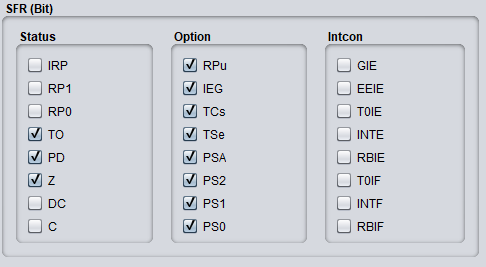 SFR (Bit)
Status
IRP
RP1
RP0
TO
PD
Z
DC
C
Option
RPu
IEG
TCs
TSe
PSA
PS2
PS1
PS0
Intcon
GIE
EEIE
T0IE
INTE
RBIE
T0IF
INTF
RBIF